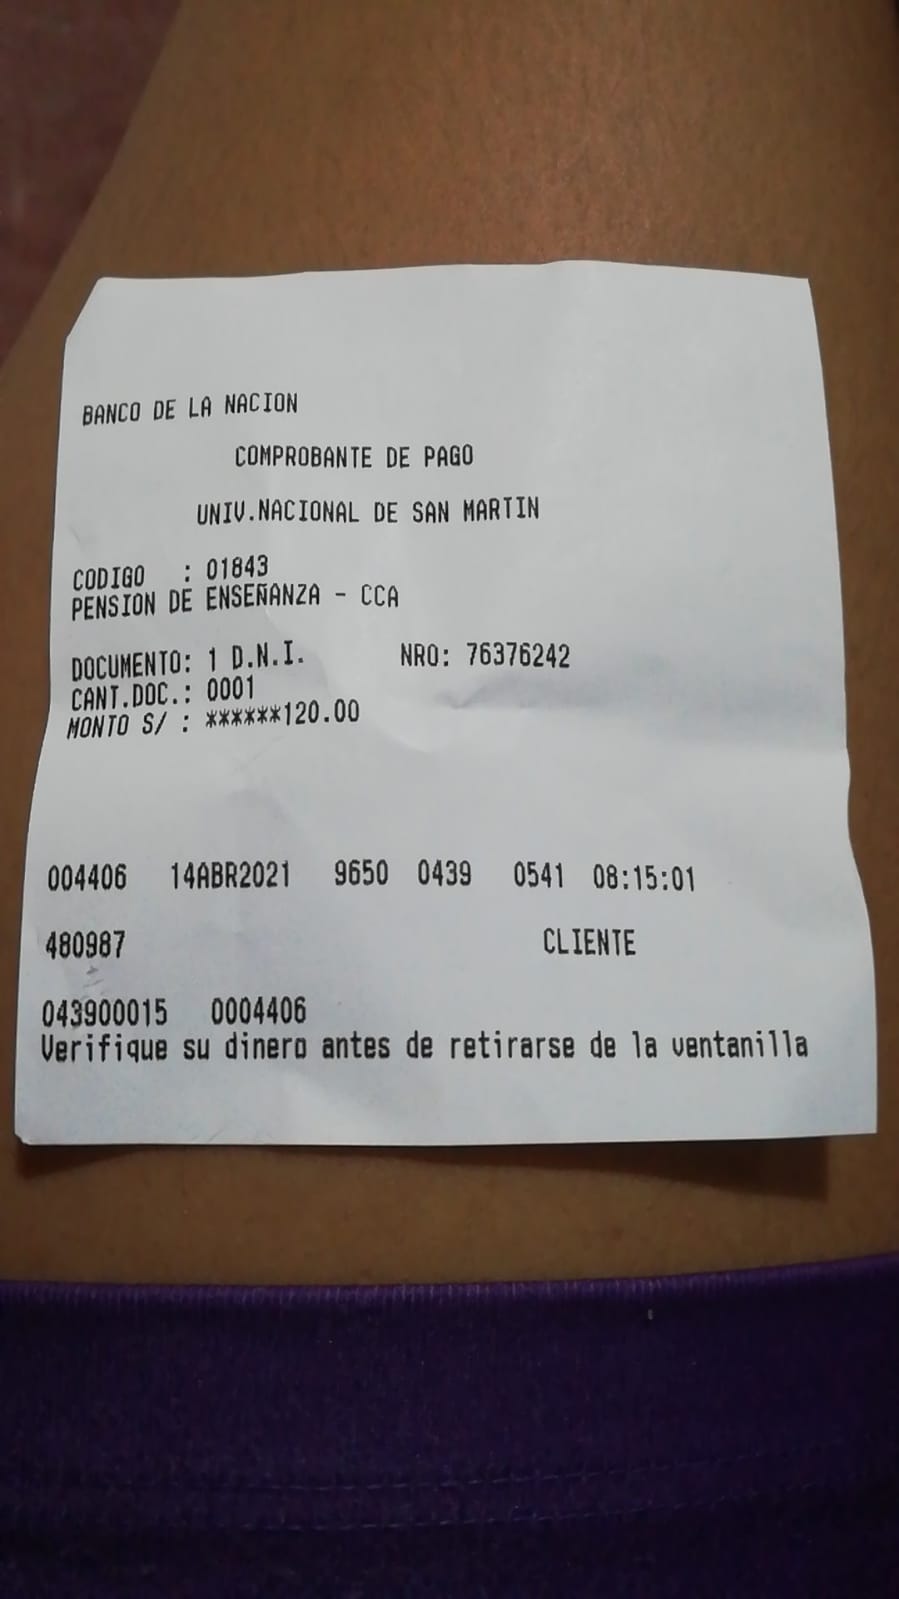 BANCO DE LA NACION
COMPROBANTE DE PAGO
UNIV.NACIONAL DE SAN MARTIN
CODIGO : 01843
PENSION DE ENSEÑANZA - CCA
DOCUMENTO: 1 D.N.I. NRO: 76376242
CANT.DOC.: 0001
MONTO S/ : ******120.00
004406 14ABR2021 9650 0439 0541 08:15:01
480987 CLIENTE
043900015 0004406
Verifique su dinero antes de retirarse de la ventanilla